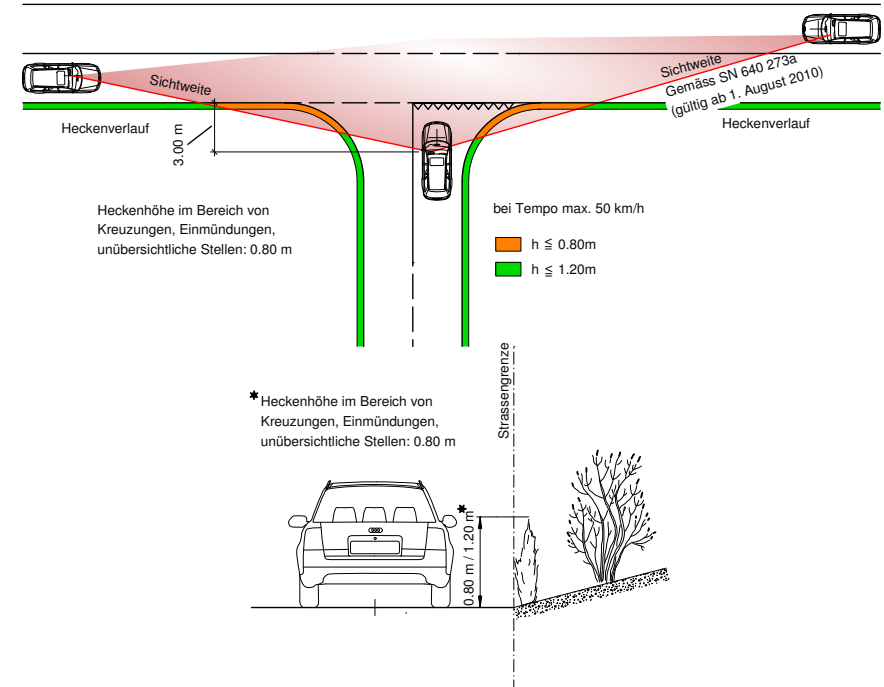 Sichtweite
Sichtweite
Gemäss SN 640 273a
(gültig ab 1. August 2010)
Heckenverlauf
3.00 m
Heckenverlauf
Heckenhöhe im Bereich von
Kreuzungen, Einmündungen,
unübersichtliche Stellen: 0.80 m
bei Tempo max. 50 km/h
h ≦ 0.80m
h ≦ 1.20m
Strassengrenze
* Heckenhöhe im Bereich von
Kreuzungen, Einmündungen,
unübersichtliche Stellen: 0.80 m
0.80 m / 1.20 m *